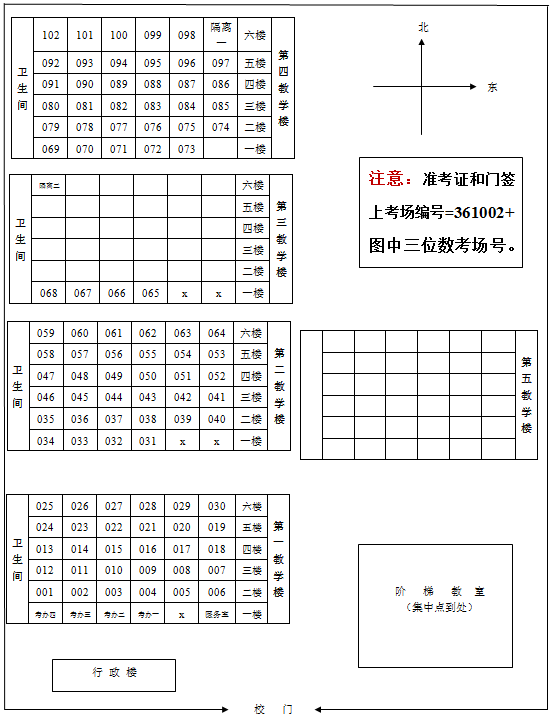 北
东
注意：准考证和门签
上考场编号=361002+
图中三位数考场号。
卫生间
第四教学楼
102 101 100 099 098 隔离一 六楼
092 093 094 095 096 097 五楼
091 090 089 088 087 086 四楼
080 081 082 083 084 085 三楼
079 078 077 076 075 074 二楼
069 070 071 072 073 一楼
卫生间
第三教学楼
隔离二 六楼
五楼
四楼
三楼
二楼
068 067 066 065 x x 一楼
卫生间
第二教学楼
059 060 061 062 063 064 六楼
058 057 056 055 054 053 五楼
047 048 049 050 051 052 四楼
046 045 044 043 042 041 三楼
035 036 037 038 039 040 二楼
034 033 032 031 x x 一楼
第五教学楼
卫生间
第一教学楼
025 026 027 028 029 030 六楼
024 023 022 021 020 019 五楼
013 014 015 016 017 018 四楼
012 011 010 009 008 007 三楼
001 002 003 004 005 006 二楼
考办四 考办三 考办二 考办一 x 医务室 一楼
阶 梯 教 室
（集中点到处）
行 政 楼
校 门